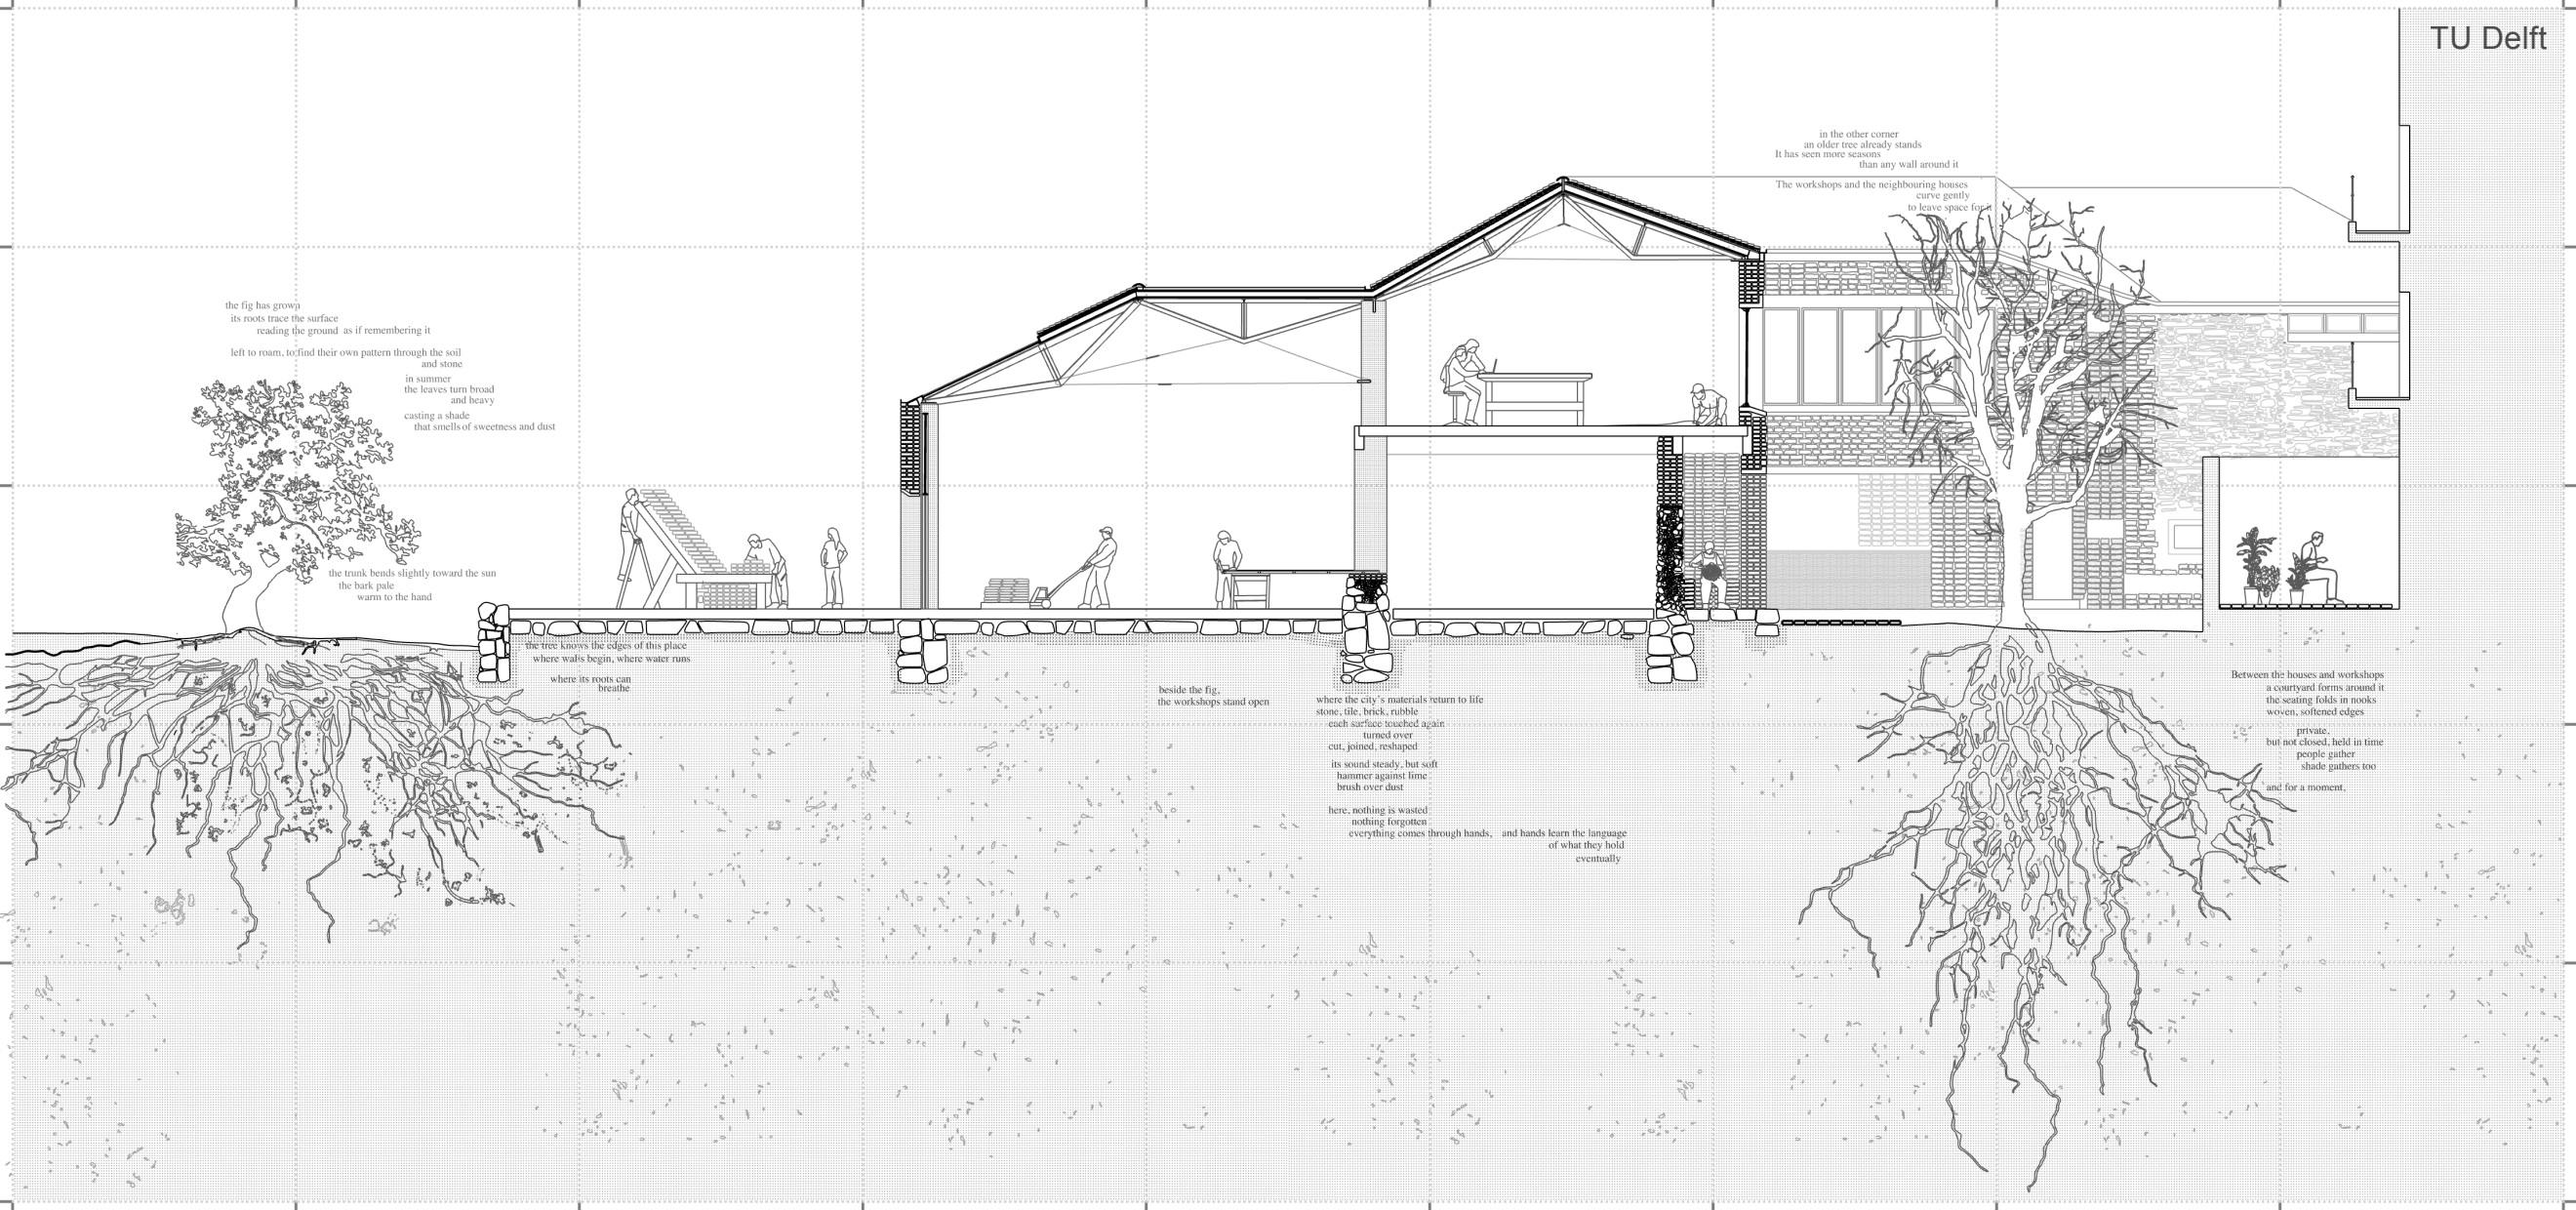 TU Delft
the fig has grown
its roots trace the surface
reading the ground as if remembering it
left to roam, to find their own pattern through the soil
and stone
in summer
the leaves turn broad
and heavy
casting a shade
that smells of sweetness and dust
the trunk bends slightly toward the sun
the bark pale
warm to the hand
the tree knows the edges of this place
where walls begin, where water runs
where its roots can
breathe
beside the fig,
the workshops stand open
where the city's materials return to life
stone, tile, brick, rubble
each surface touched again
turned over
cut, joined, reshaped
its sound steady, but soft
hammer against lime
brush over dust
here, nothing is wasted
nothing forgotten
everything comes through hands, and hands learn the language
of what they hold
eventually
in the other corner
an older tree already stands
It has seen more seasons
than any wall around it
The workshops and the neighbouring houses
curve gently
to leave space for it
Between the houses and workshops
a courtyard forms around it
the seating folds in nooks
woven, softened edges
private,
but not closed, held in time
people gather
shade gathers too
and for a moment,